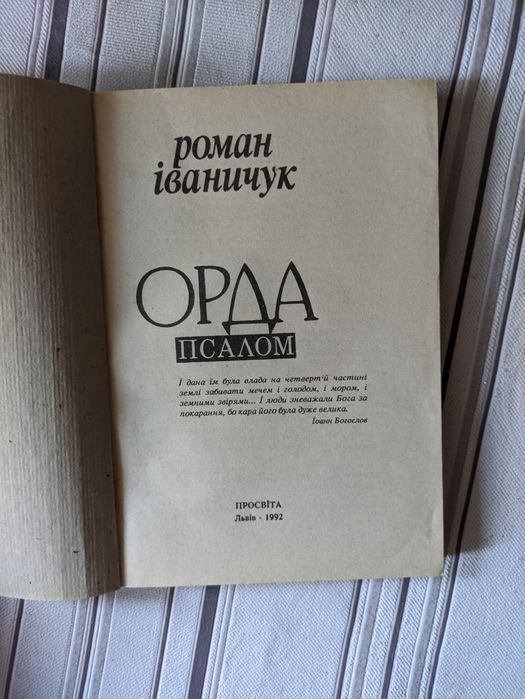 роман
іваничук
ОРДА
ПСАЛОМ
І дана їм була влада на четвертій частині
землі забивати мечем і голодом, і мором, і
земними звірями... І люди зневажали Бога за
покарання, бо кара його була дуже велика.
Іоанн Богослов
ПРОСВІТА
Львів - 1992